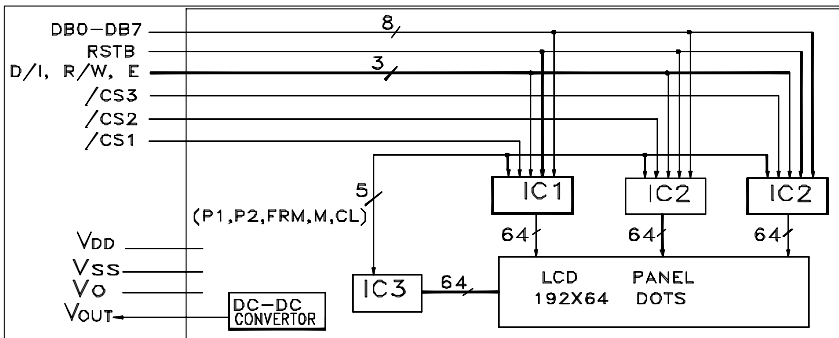 DB0-DB7 8
RSTB
D/I, R/W, E 3
/CS3
/CS2
/CS1
IC1 IC2 IC2
5
(P1,P2,FRM,M,CL)
64 64 64
VDD
VSS
VO
VOUT
DC-DC
CONVERTOR
IC3
64
LCD PANEL
192X64 DOTS